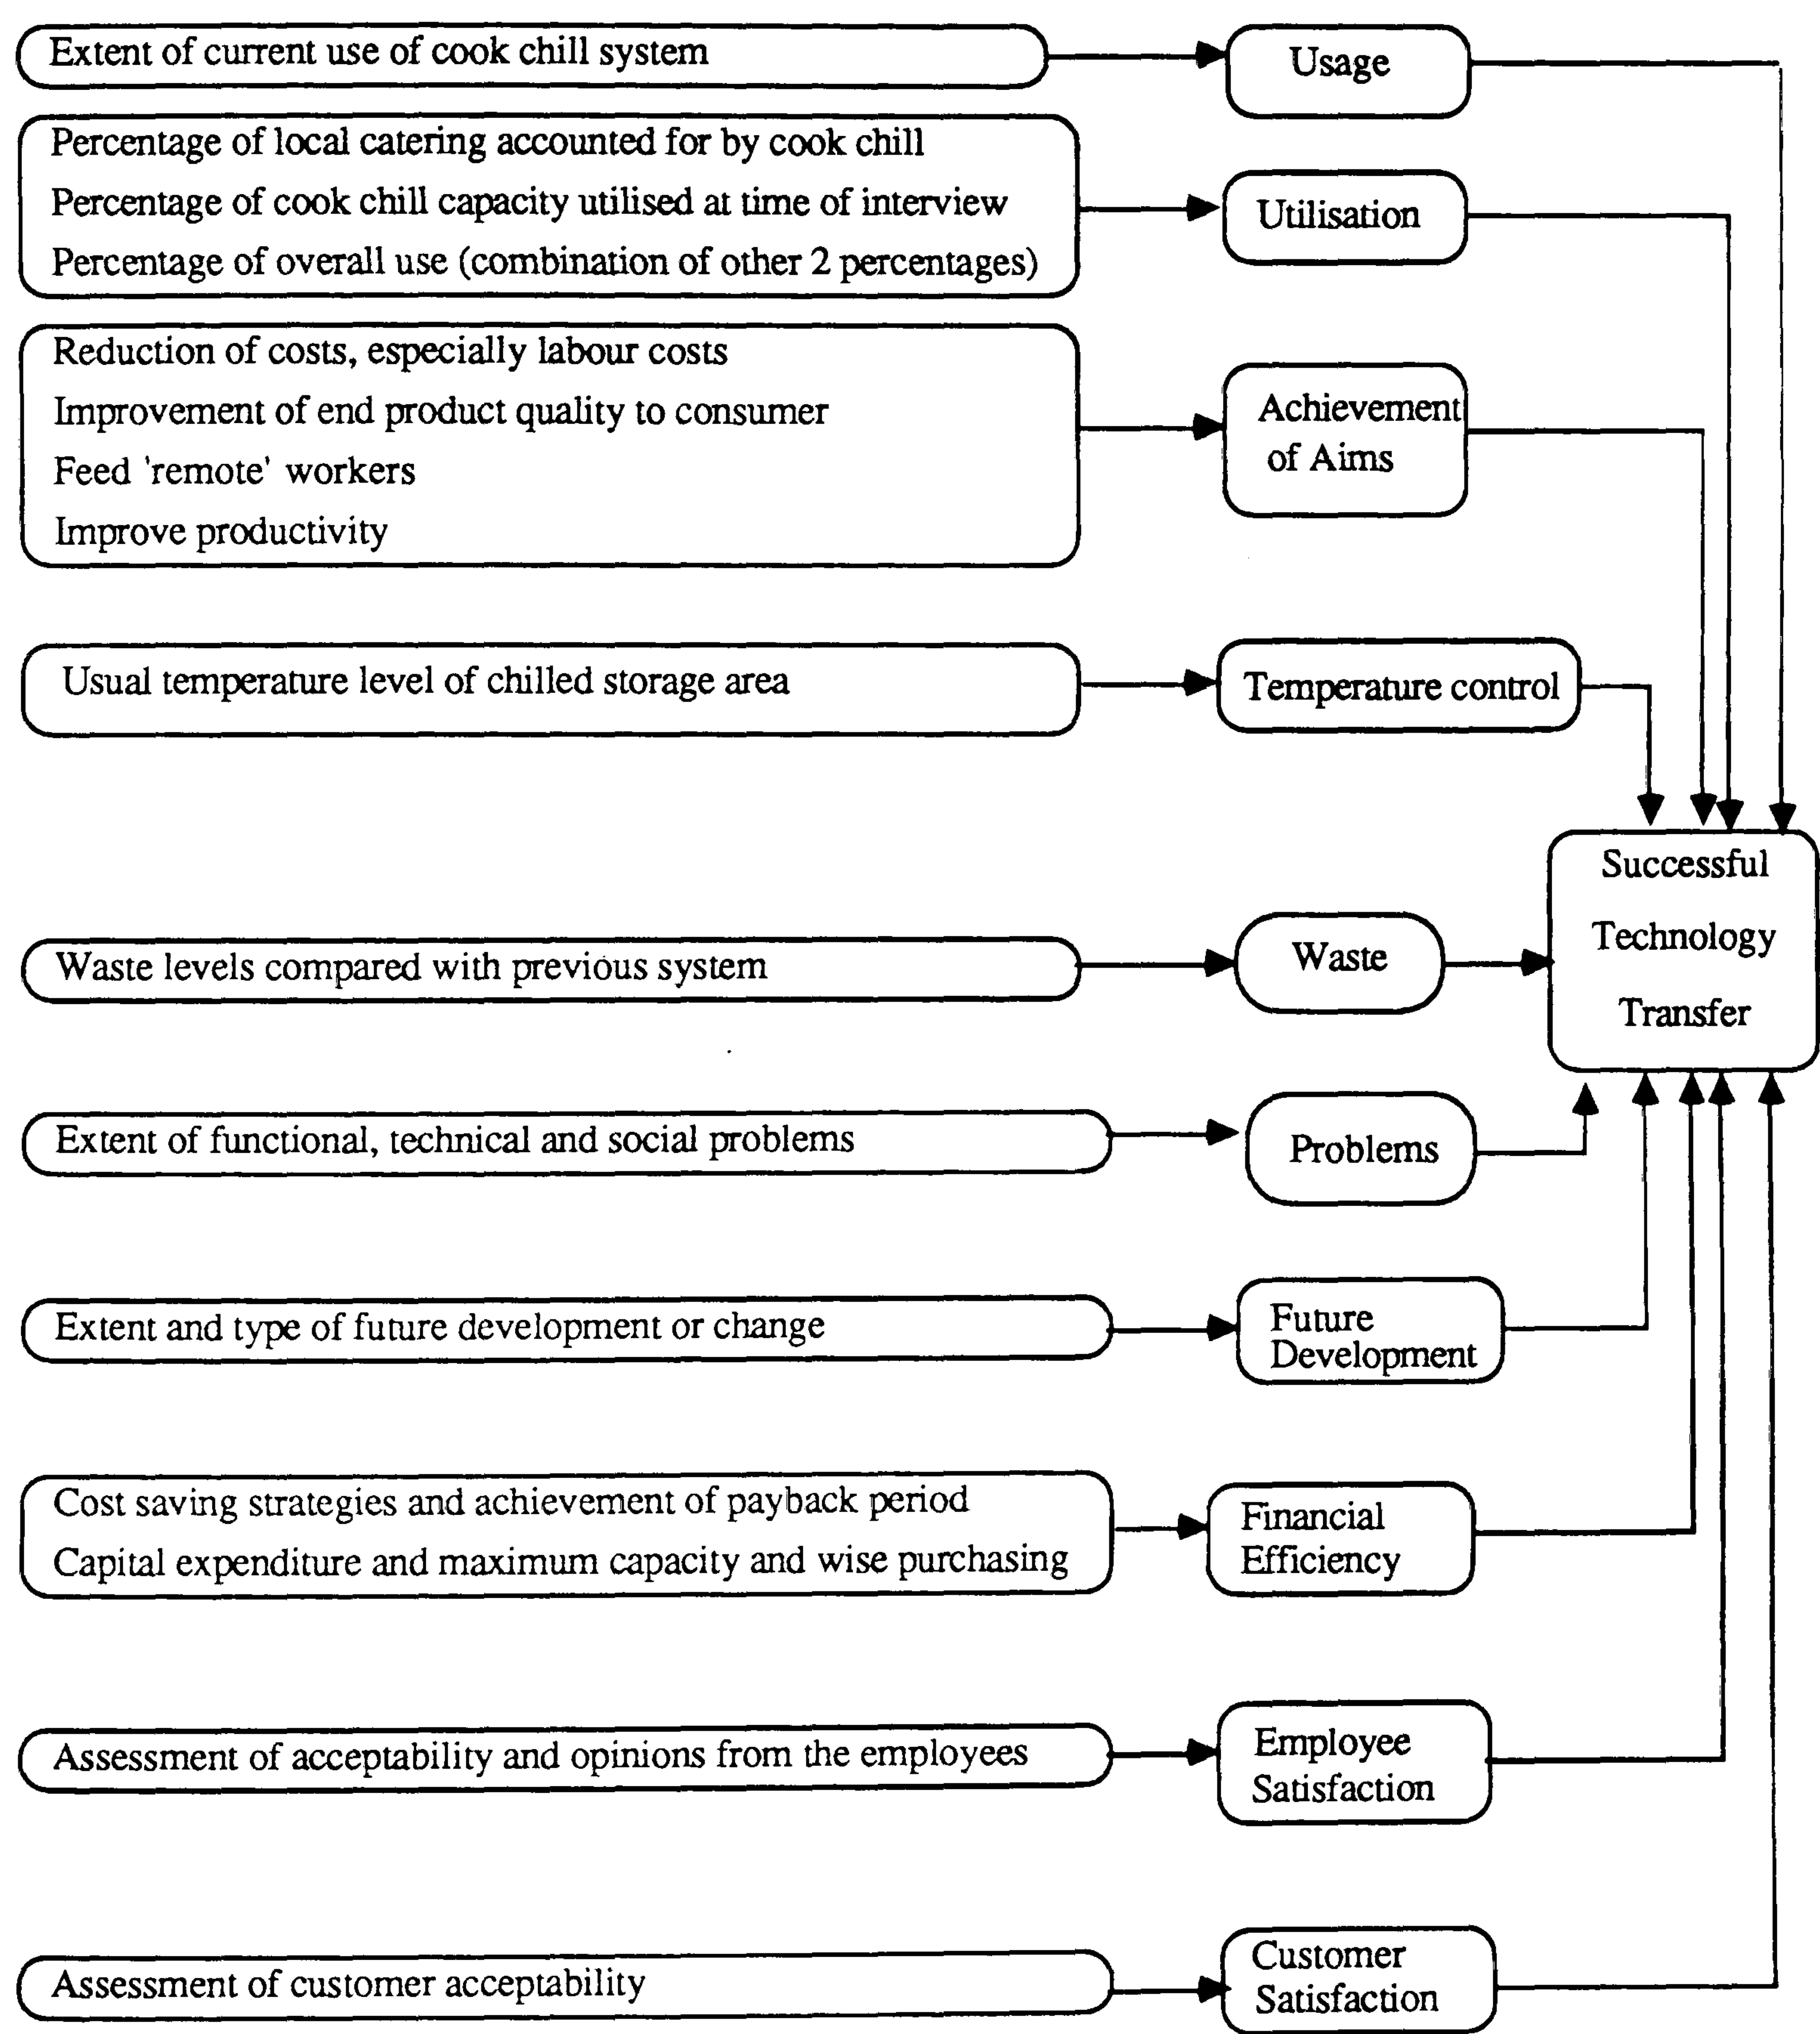 Extent of current use of cook chill system
Usage
Percentage of local catering accounted for by cook chill
Percentage of cook chill capacity utilised at time of interview
Percentage of overall use (combination of other 2 percentages)
Utilisation
Reduction of costs, especially labour costs
Improvement of end product quality to consumer
Feed 'remote' workers
Improve productivity
Achievement
of Aims
Usual temperature level of chilled storage area
Temperature control
Successful
Technology
Transfer
Waste levels compared with previous system
Waste
Extent of functional, technical and social problems
Problems
Extent and type of future development or change
Future
Development
Cost saving strategies and achievement of payback period
Capital expenditure and maximum capacity and wise purchasing
Financial
Efficiency
Assessment of acceptability and opinions from the employees
Employee
Satisfaction
Assessment of customer acceptability
Customer
Satisfaction